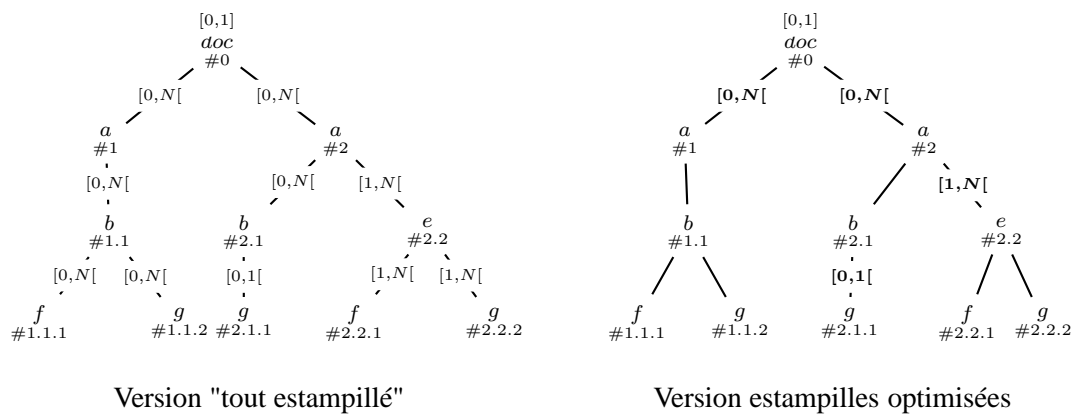 [0,1] [0,1]
doc doc
#0 #0
[0,N[ [0,N[ [0,N[ [0,N[
a a a a
#1 #2 #1 #2
[0,N[ [0,N[ [1,N[ [1,N[
b b e b b e
#1.1 #2.1 #2.2 #1.1 #2.1 #2.2
[0,N[ [0,N[ [0,1[ [1,N[ [1,N[ [0,1[
f g g f g f g g f g
#1.1.1 #1.1.2 #2.1.1 #2.2.1 #2.2.2 #1.1.1 #1.1.2 #2.1.1 #2.2.1 #2.2.2
Version "tout estampillé" Version estampilles optimisées